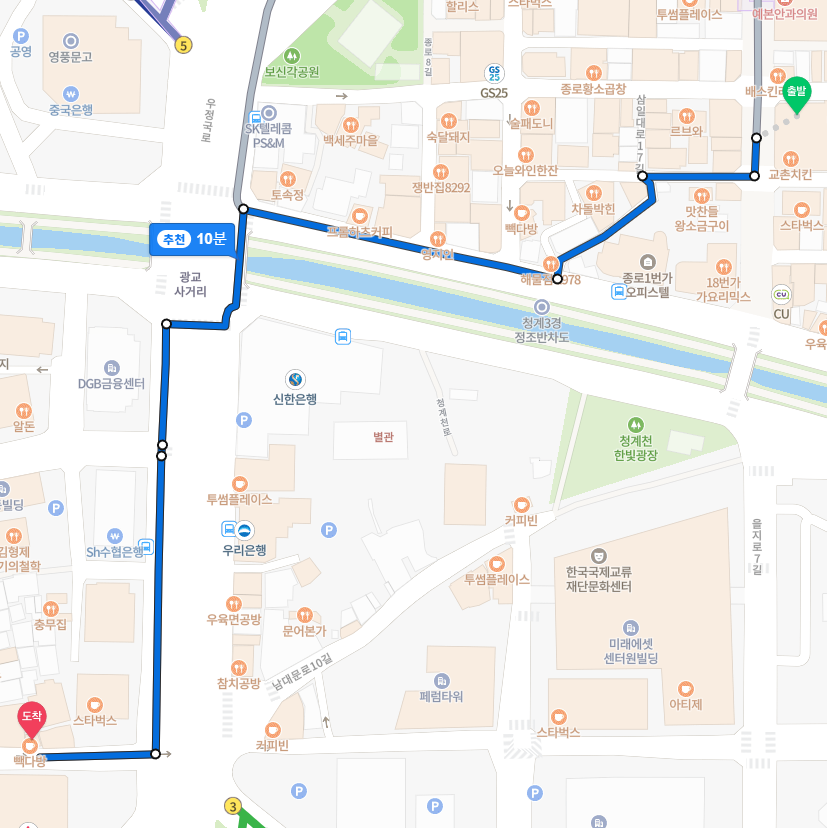 할리스
스타벅스
투썸플레이스
예본안과의원
공영
영풍문고
중국은행
5
보신각공원
종로8길
GS
25
GS25
종로황소곱창
배스킨라
출발
우정국로
SK텔레콤
PS&M
백세주마을
숙달돼지
술패도니
삼일대로17길
르브와
오늘와인한잔
교촌치킨
토속정
쟁반집8292
차돌박힌
맛찬들
왕소금구이
스타벅스
프롬하츠커피
빽다방
추천 10분
명자
해물
978
종로1번가
오피스텔
18번가
가요리믹스
CU
CU
광교
사거리
청계3경
정조반차도
우육
지
DGB금융센터
신한은행
청계천로
알돈
별관
청계천
한빛광장
투썸플레이스
빌딩
커피빈
우리은행
Sh수협은행
을지로7길
김형제
기의철학
투썸플레이스
한국국제교류
재단문화센터
충무집
우육면공방
문어본가
미래에셋
센터원빌딩
참치공방
남대문로10길
페럼타워
아티제
스타벅스
도착
빽다방
커피빈
스타벅스
3